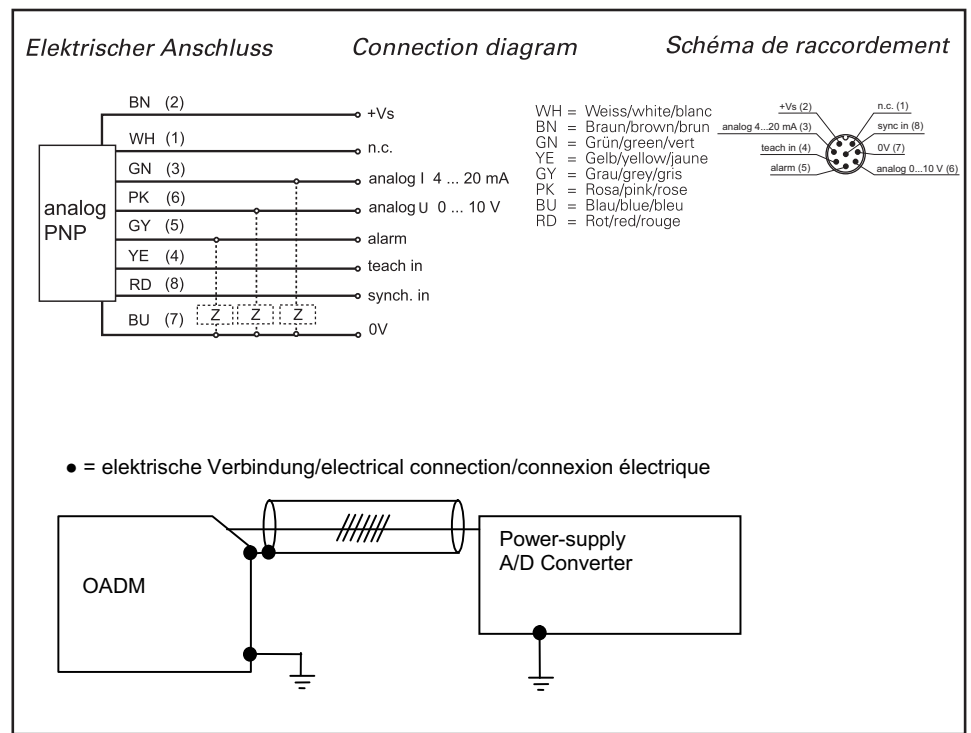 Elektrischer Anschluss
Connection diagram
Schéma de raccordement
BN (2)
+Vs
WH (1)
n.c.
GN (3)
analog I 4 ... 20 mA
PK (6)
analog U 0 ... 10 V
GY (5)
alarm
YE (4)
teach in
RD (8)
synch. in
BU (7)
0V
analog
PNP
Z
Z
Z
WH = Weiss/white/blanc
BN = Braun/brown/brun
GN = Grün/green/vert
YE = Gelb/yellow/jaune
GY = Grau/grey/gris
PK = Rosa/pink/rose
BU = Blau/blue/bleu
RD = Rot/red/rouge
+Vs (2)
n.c. (1)
analog 4...20 mA (3)
sync in (8)
teach in (4)
0V (7)
alarm (5)
analog 0...10 V (6)
● = elektrische Verbindung/electrical connection/connexion électrique
OADM
Power-supply
A/D Converter